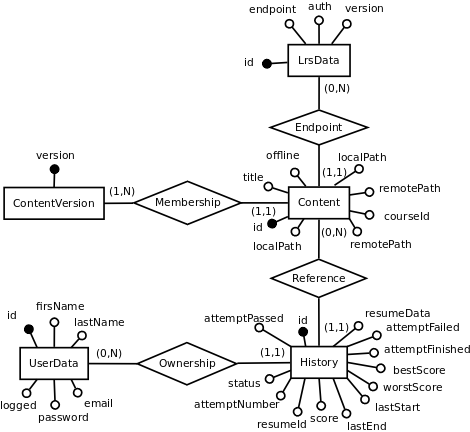 endpoint
auth
version
id
LrsData
(0,N)
Endpoint
offline
(1,1)
localPath
version
title
remotePath
ContentVersion
(1,N)
Membership
(1,1)
Content
courseId
id
localPath
(0,N)
remotePath
Reference
id
firsName
lastName
attemptPassed
id
(1,1)
resumeData
attemptFailed
UserData
(0,N)
Ownership
(1,1)
History
attemptFinished
bestScore
status
worstScore
logged
password
email
attemptNumber
resumeId
score
lastEnd
lastStart